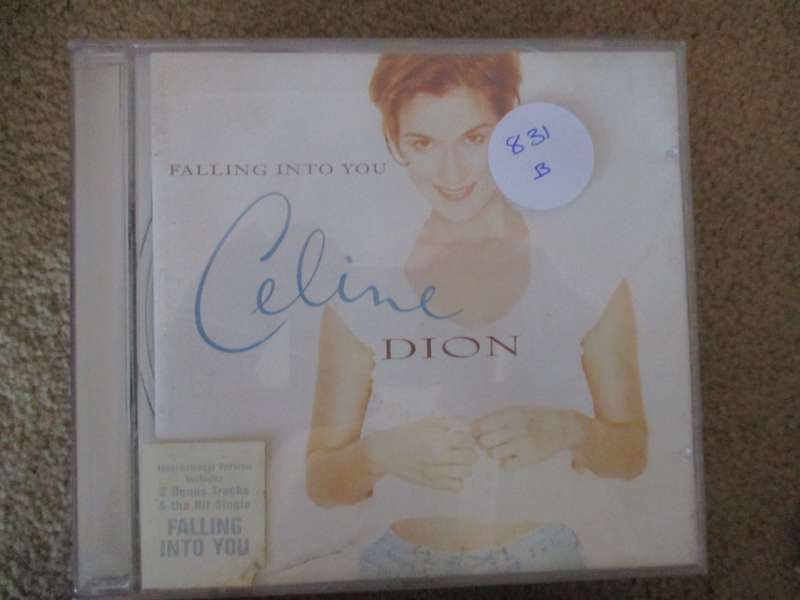 FALLING INTO YOU
831
B
Celine
DION
International Version
Includes
2 Bonus Tracks
& the Hit Single
FALLING
INTO YOU